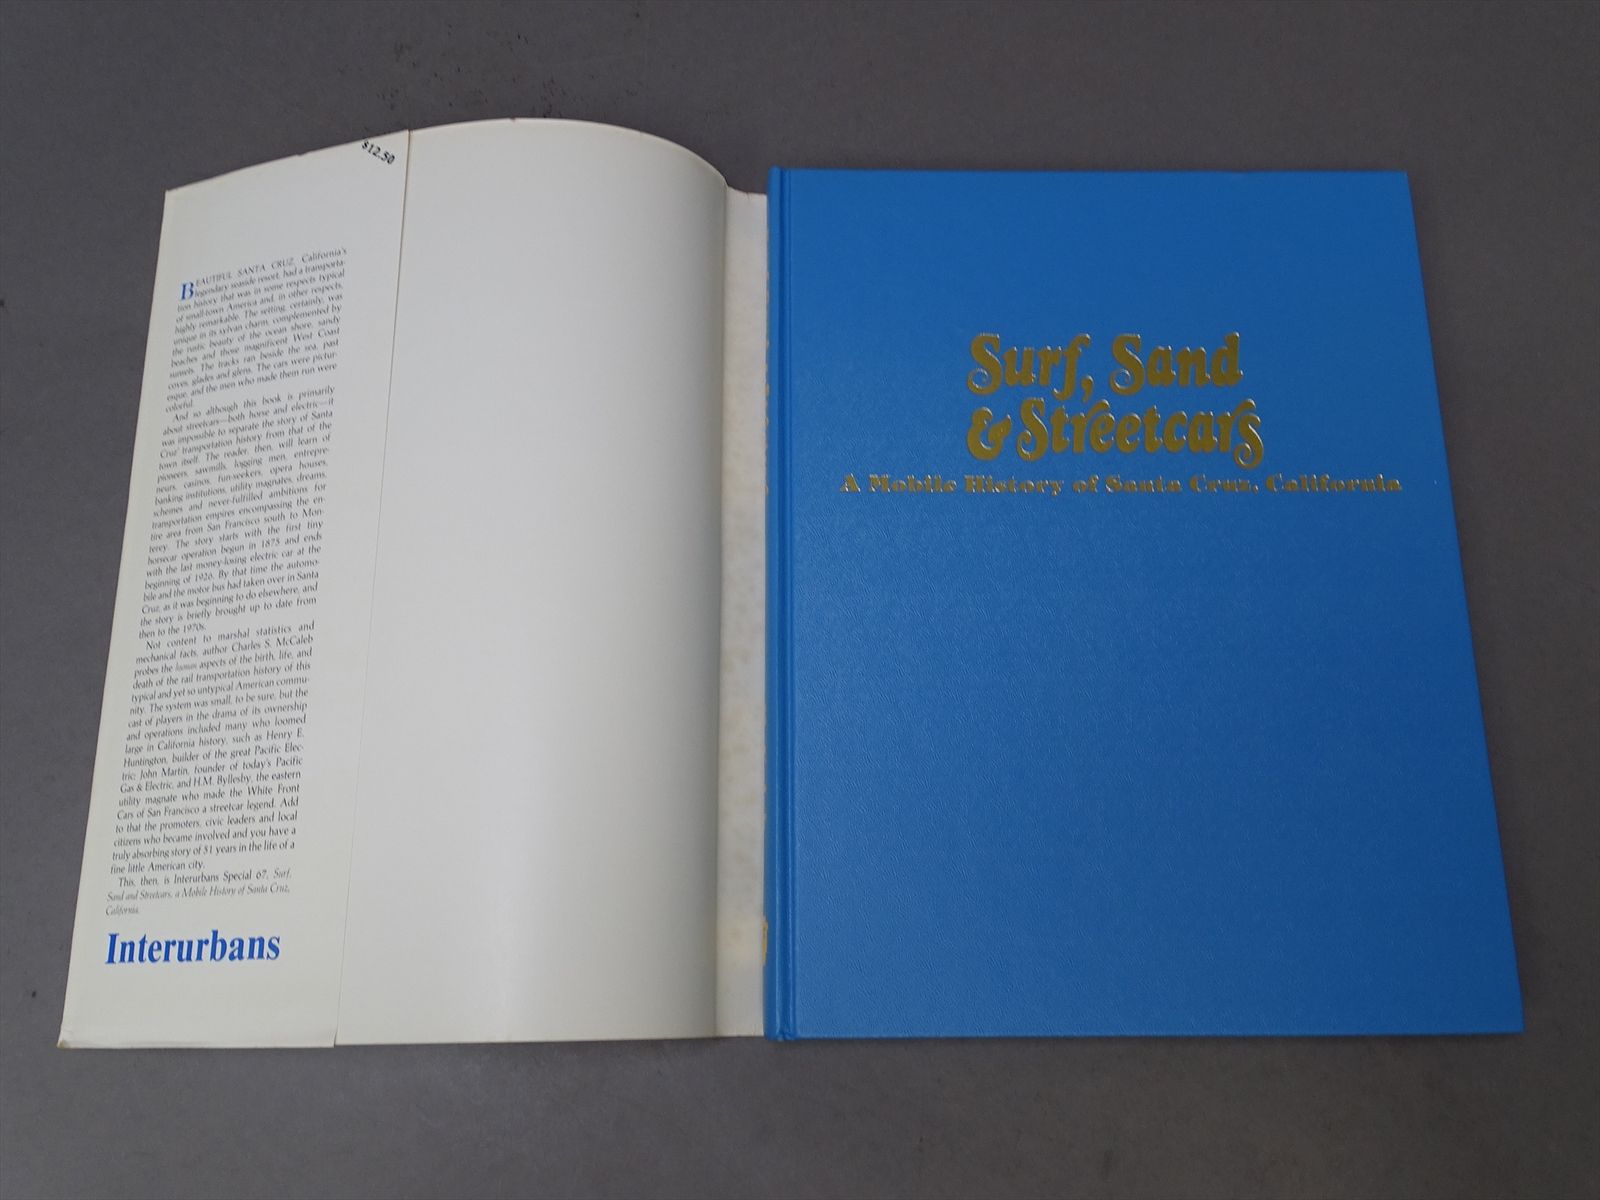 $12.50
BEAUTIFUL SANTA CRUZ, California's
legendary seaside resort, had a transporta-
tion history that was in some respects typical
of small-town America and, in other respects,
highly remarkable. The setting, certainly, was
unique in its sylvan charm, complemented by
the rustic beauty of the ocean shore, sandy
beaches and those magnificent West Coast
sunsets. The tracks ran beside the sea, past
coves, glades and glens. The cars were pictur-
esque, and the men who made them run were
colorful.
And so although this book is primarily
about streetcars—both horse and electric—it
was impossible to separate the story of Santa
Cruz' transportation history from that of the
town itself. The reader, then, will learn of
pioneers, sawmills, logging men, entrepre-
neurs, casinos, fun-seekers, opera houses,
banking institutions, utility magnates, dreams,
schemes and never-fulfilled ambitions for
transportation empires encompassing the en-
tire area from San Francisco south to Mon-
terey. The story starts with the first tiny
horsecar operation begun in 1875 and ends
with the last money-losing electric car at the
beginning of 1926. By that time the automo-
bile and the motor bus had taken over in Santa
Cruz, as it was beginning to do elsewhere, and
the story is briefly brought up to date from
then to the 1970s.
Not content to marshal statistics and
mechanical facts, author Charles S. McCaleb
probes the human aspects of the birth, life, and
death of the rail transportation history of this
typical and yet so untypical American commu-
nity. The system was small, to be sure, but the
cast of players in the drama of its ownership
and operations included many who loomed
large in California history, such as Henry E.
Huntington, builder of the great Pacific Elec-
tric; John Martin, founder of today's Pacific
Gas & Electric, and H.M. Byllesby, the eastern
utility magnate who made the White Front
Cars of San Francisco a streetcar legend. Add
to that the promoters, civic leaders and local
citizens who became involved and you have a
truly absorbing story of 51 years in the life of a
fine little American city.
This, then, is Interurbans Special 67, Surf,
Sand and Streetcars, a Mobile History of Santa Cruz,
California.
Interurbans
Surf, Sand
& Streetcars
A Mobile History of Santa Cruz, California